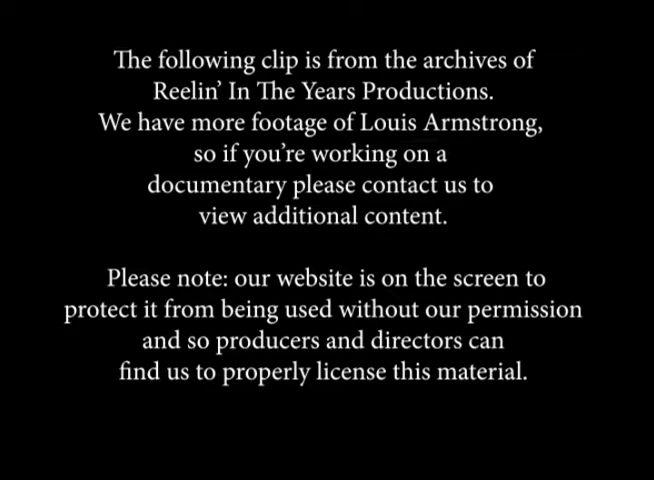 The following clip is from the archives of
Reelin’ In The Years Productions.
We have more footage of Louis Armstrong,
so if you’re working on a
documentary please contact us to
view additional content.
Please note: our website is on the screen to
protect it from being used without our permission
and so producers and directors can
find us to properly license this material.